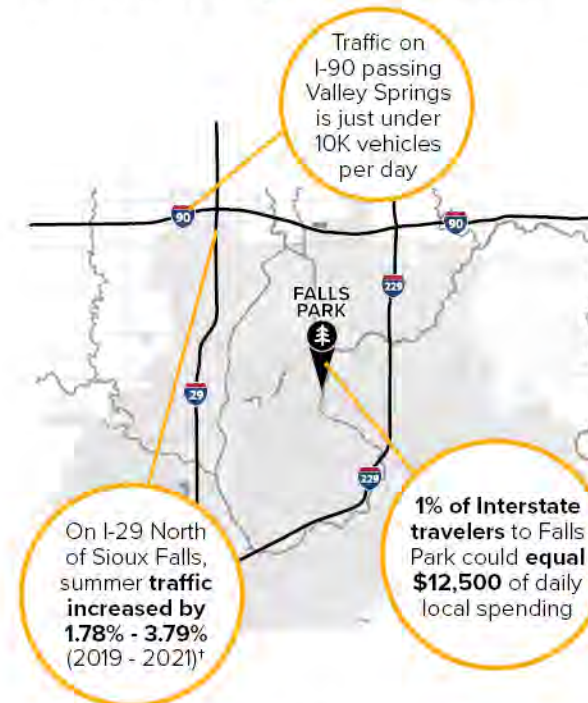 Traffic on
I-90 passing
Valley Springs
is just under
10K vehicles
per day
90
90
FALLS
PARK
229
29
229
On I-29 North
of Sioux Falls,
summer traffic
increased by
1.78% - 3.79%
(2019 - 2021)†
1% of Interstate
travelers to Falls
Park could equal
$12,500 of daily
local spending